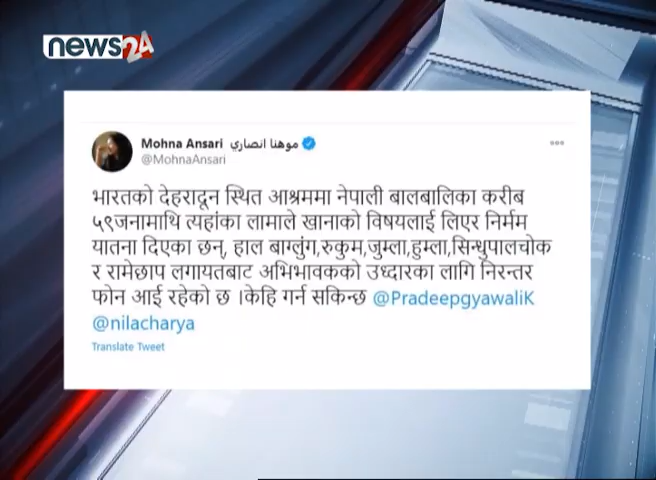 news24
Mohna Ansari موهنا انصاري
@MohnaAnsari
भारतको देहरादून स्थित आश्रममा नेपाली बालबालिका करीब
५९जनामाथि त्यहांका लामाले खानाको विषयलाई लिएर निर्मम
यातना दिएका छन्, हाल बाग्लुंग,रुकुम,जुम्ला,हुम्ला,सिन्धुपालचोक
र रामेछाप लगायतबाट अभिभावकको उध्दारका लागि निरन्तर
फोन आई रहेको छ ।केहि गर्न सकिन्छ @PradeepgyawaliK
@nilacharya
Translate Tweet